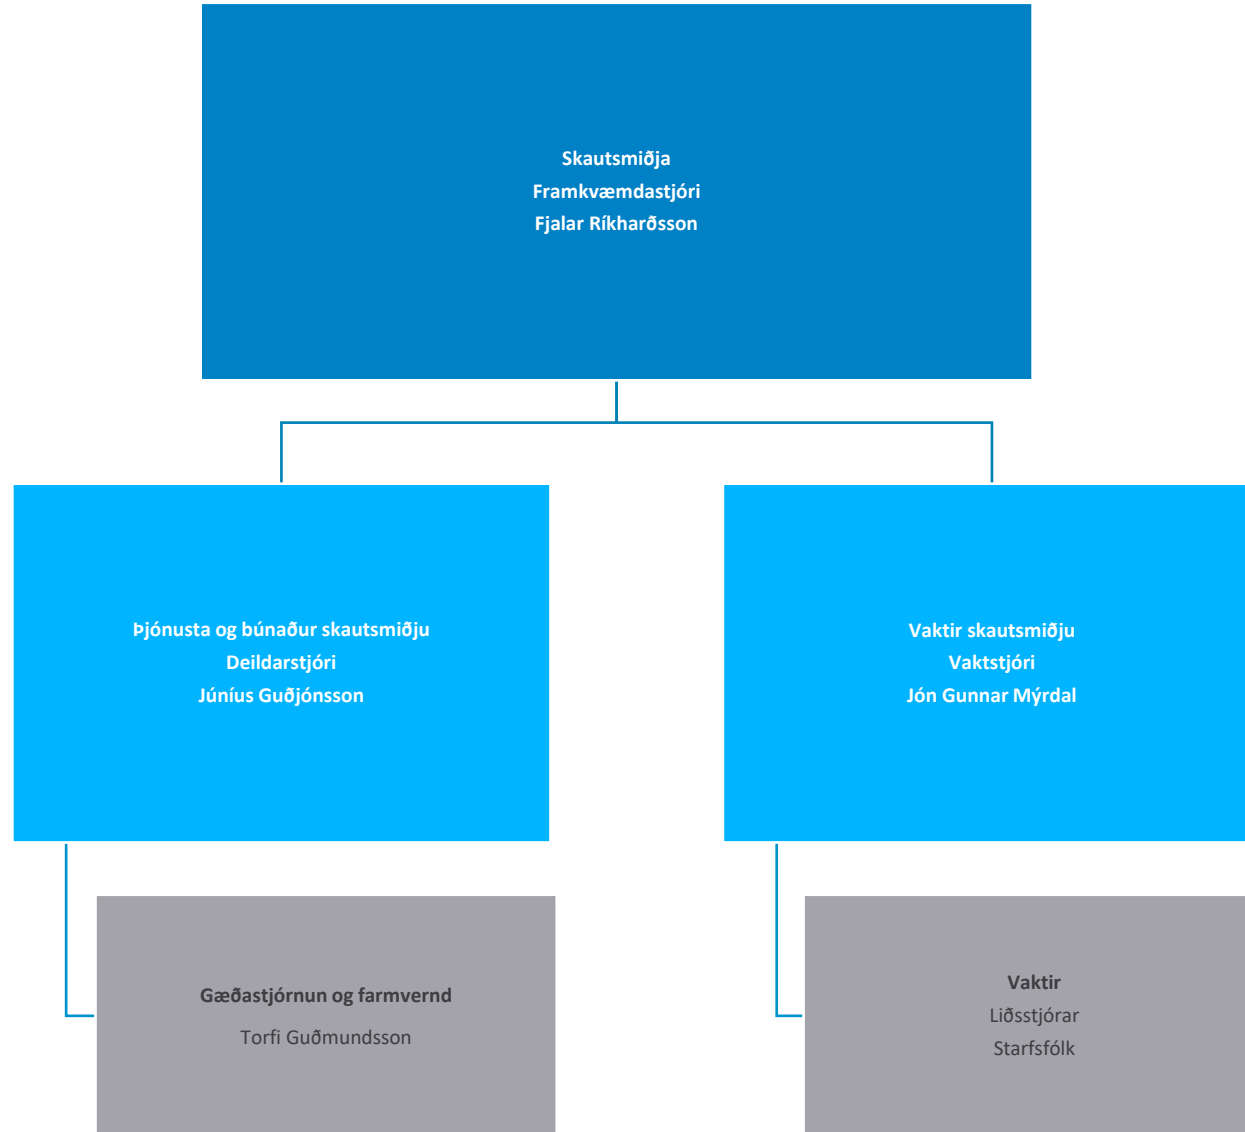 Skautsmiðja
Framkvæmdastjóri
Fjalar Ríkharðsson
Þjónusta og búnaður skautsmiðju
Deildarstjóri
Júníus Guðjónsson
Vaktir skautsmiðju
Vaktstjóri
Jón Gunnar Mýrdal
Gæðastjórnun og farmvernd
Torfi Guðmundsson
Vaktir
Liðsstjórar
Starfsfólk